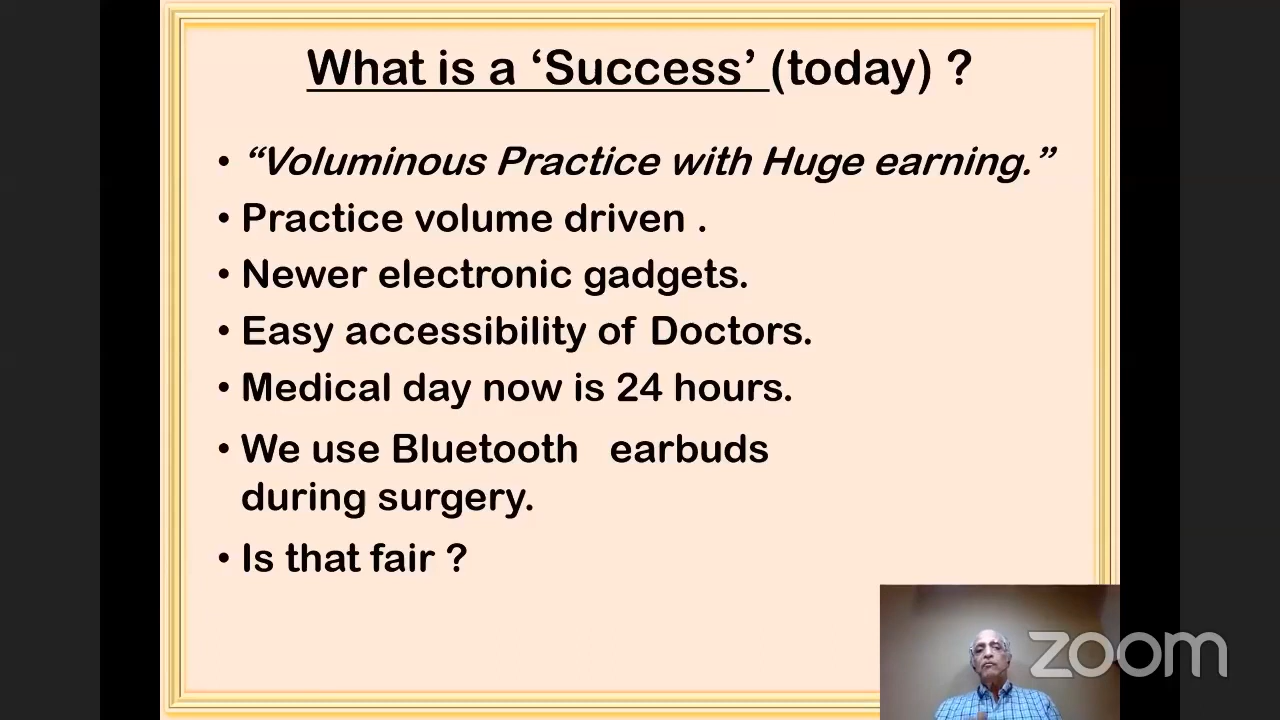 What is a ‘Success’ (today) ?
• “Voluminous Practice with Huge earning.”
• Practice volume driven .
• Newer electronic gadgets.
• Easy accessibility of Doctors.
• Medical day now is 24 hours.
• We use Bluetooth earbuds
during surgery.
• Is that fair ?
zoom